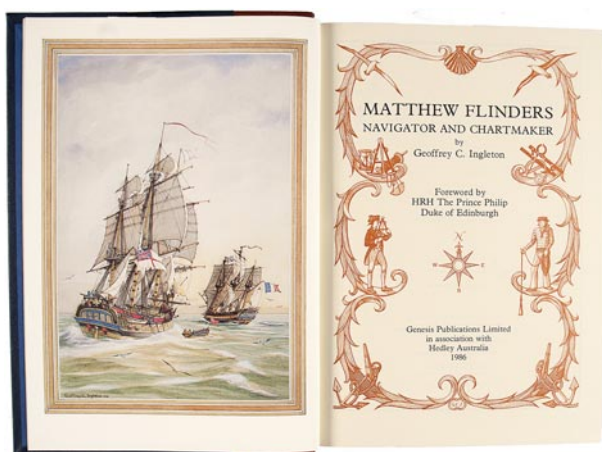 MATTHEW FLINDERS
NAVIGATOR AND CHARTMAKER
by
Geoffrey C. Ingleton
Foreword by
HRH The Prince Philip
Duke of Edinburgh
N
W E
S
Genesis Publications Limited
in association with
Hedley Australia
1986